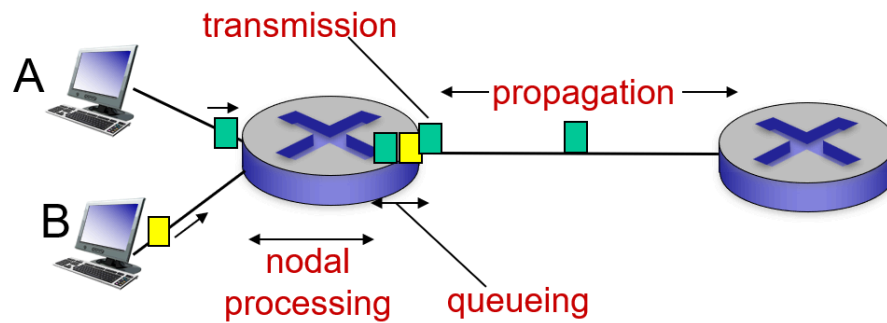 transmission
A
propagation
B
nodal
processing
queueing